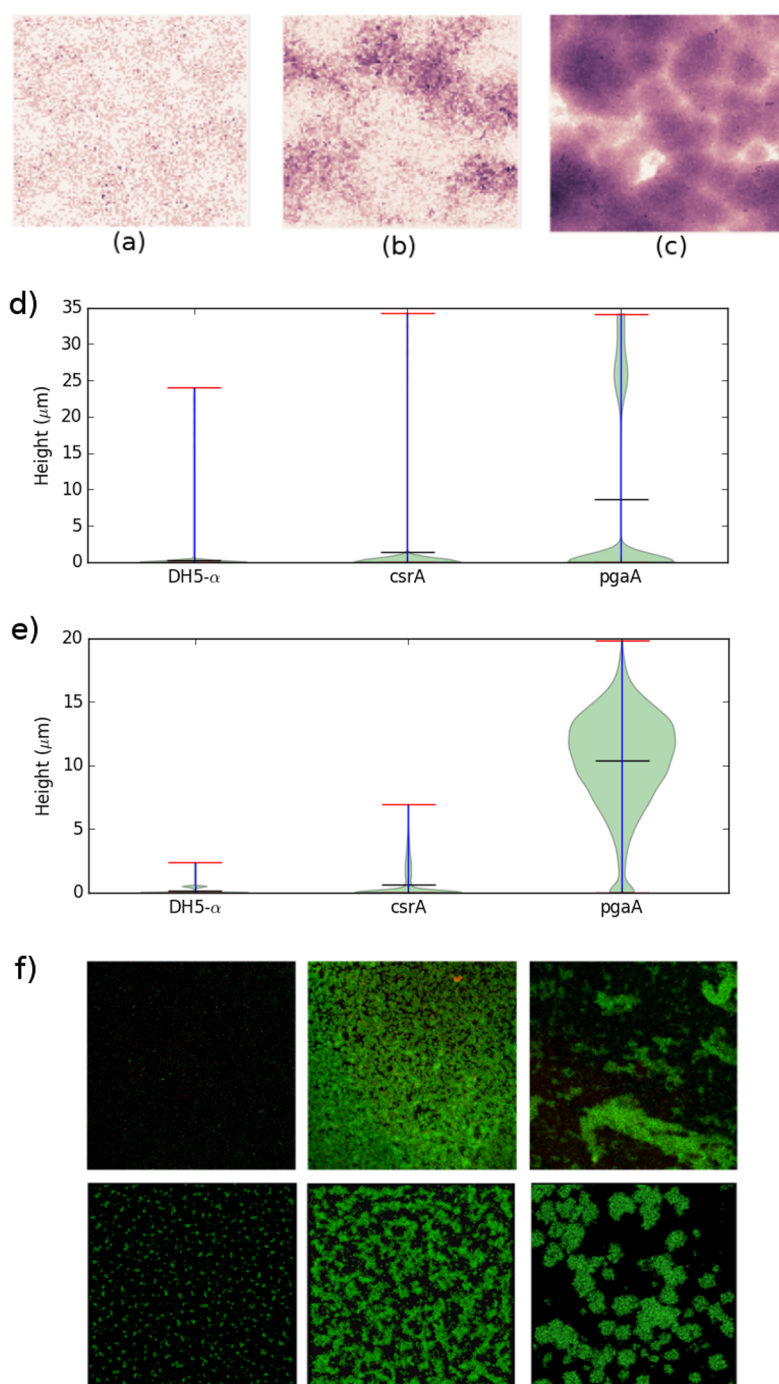 (a) (b) (c)
d)
35
30
25
20
15
10
5
0
Height (μm)
DH5-α csrA pgaA
e)
20
15
10
5
0
Height (μm)
DH5-α csrA pgaA
f)